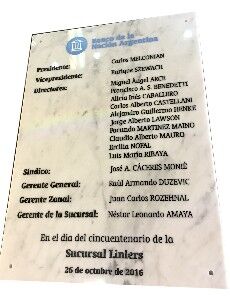 Banco de la
Nación Argentina
Presidente: Carlos MELCONIAN
Vicepresidente: Enrique SZEWACH
Directores: Miguel Ángel ARCE
Francisco A. S. BENEDETTI
Alicia Inés CABALLERO
Carlos Alberto CASTELLANI
Alejandro Guillermo HENKE
Jorge Alberto LAWSON
Facundo MARTINEZ MAINO
Claudio Alberto MAURO
Ercilia NOFAL
Luis María RIBAYA
Síndico: José A. CÁCERES MONIÉ
Gerente General: Raúl Armando DUZEVIC
Gerente Zonal: Juan Carlos ROZEHNAL
Gerente de la Sucursal: Néstor Leonardo AMAYA
En el día del cincuentenario de la
Sucursal Liniers
26 de octubre de 2016